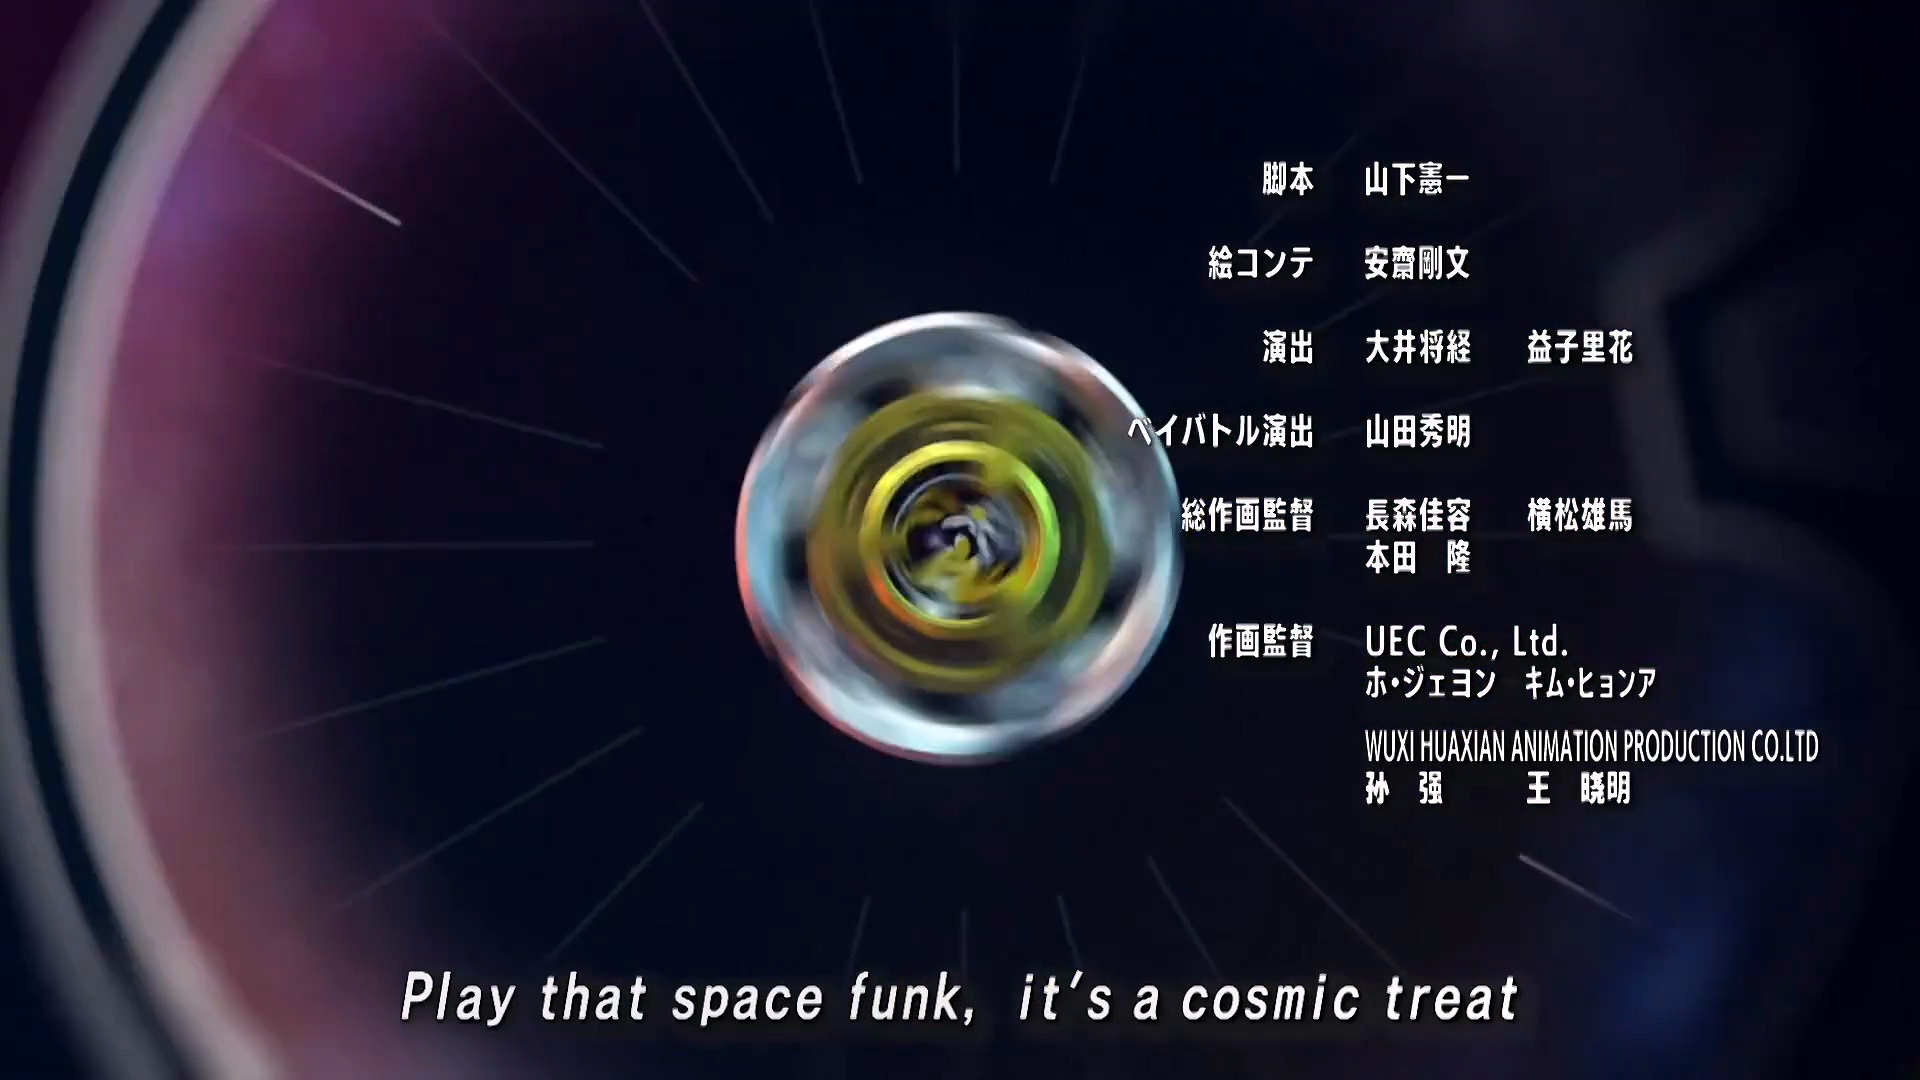 脚本 山下憲一
絵コンテ 安齋剛文
演出 大井将経 益子里花
ベイバトル演出 山田秀明
総作画監督 長森佳容 横松雄馬
本田 隆
作画監督 UEC Co., Ltd.
ホ・ジェヨン キム・ヒョンア
WUXI HUAXIAN ANIMATION PRODUCTION CO.LTD
孙 强 王 晓明
Play that space funk, it's a cosmic treat